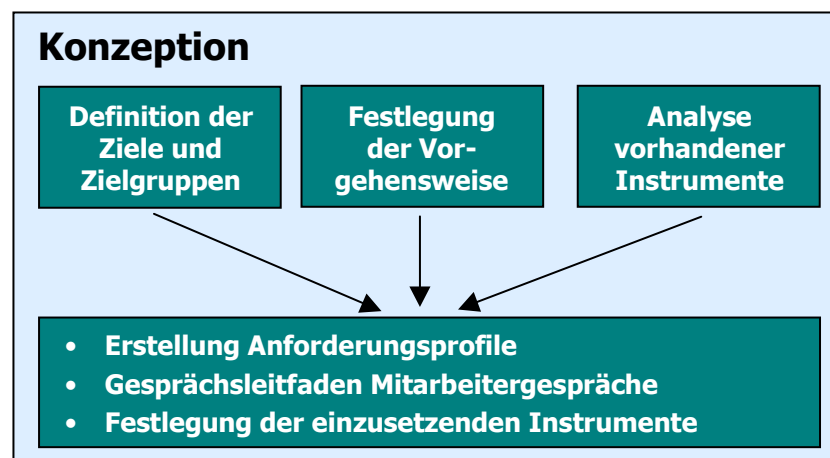 Konzeption
Definition der
Ziele und
Zielgruppen
Festlegung
der Vor-
gehensweise
Analyse
vorhandener
Instrumente
• Erstellung Anforderungsprofile
• Gesprächsleitfaden Mitarbeitergespräche
• Festlegung der einzusetzenden Instrumente